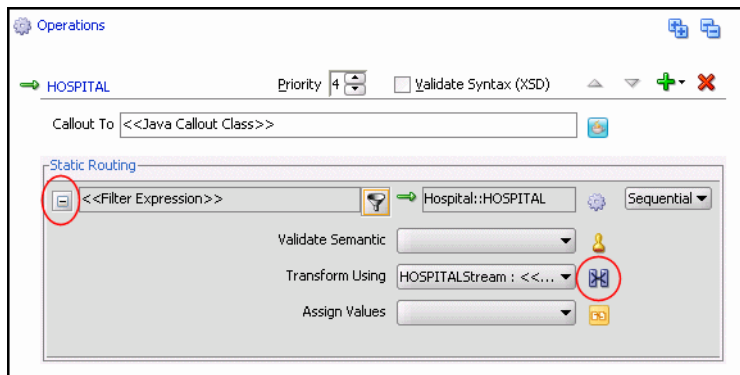 Operations
HOSPITAL Priority 4 Validate Syntax (XSD)
Callout To <<Java Callout Class>>
Static Routing
<<Filter Expression>> Hospital::HOSPITAL Sequential
Validate Semantic
Transform Using HOSPITALStream : <<...
Assign Values